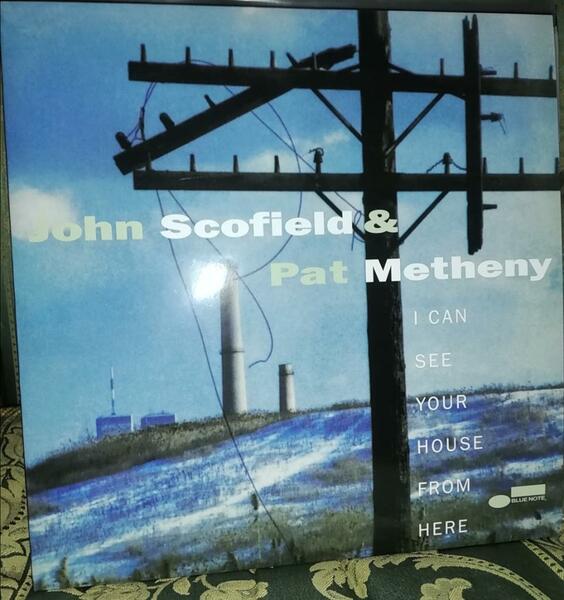 John Scofield &
Pat Metheny
I CAN
SEE
YOUR
HOUSE
FROM
HERE
BLUE NOTE